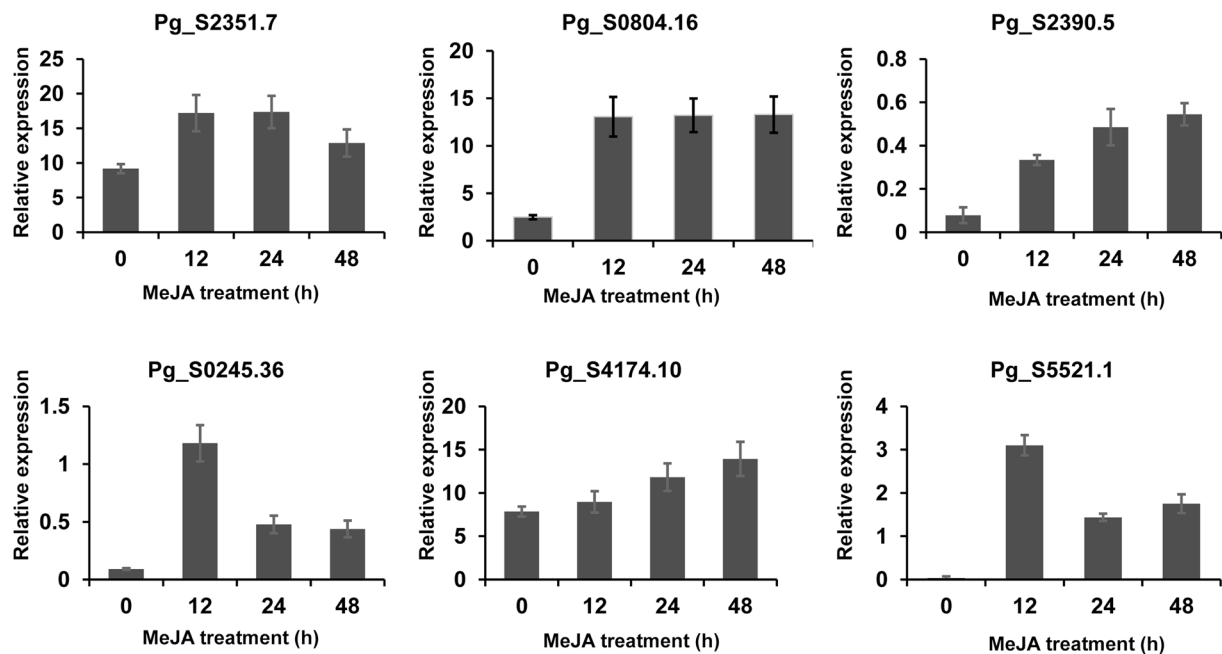 Pg_S2351.7
Relative expression
25
20
15
10
5
0
0 12 24 48
MeJA treatment (h)
Pg_S0804.16
Relative expression
20
15
10
5
0
0 12 24 48
MeJA treatment (h)
Pg_S2390.5
Relative expression
0.8
0.6
0.4
0.2
0
0 12 24 48
MeJA treatment (h)
Pg_S0245.36
Relative expression
1.5
1
0.5
0
0 12 24 48
MeJA treatment (h)
Pg_S4174.10
Relative expression
20
15
10
5
0
0 12 24 48
MeJA treatment (h)
Pg_S5521.1
Relative expression
4
3
2
1
0
0 12 24 48
MeJA treatment (h)